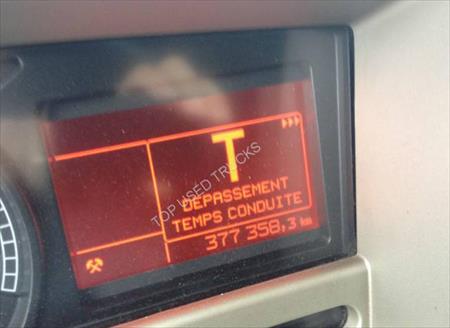 T
DEPASSEMENT
TEMPS CONDUITE
377 358,3 km
TOP USED TRUCKS